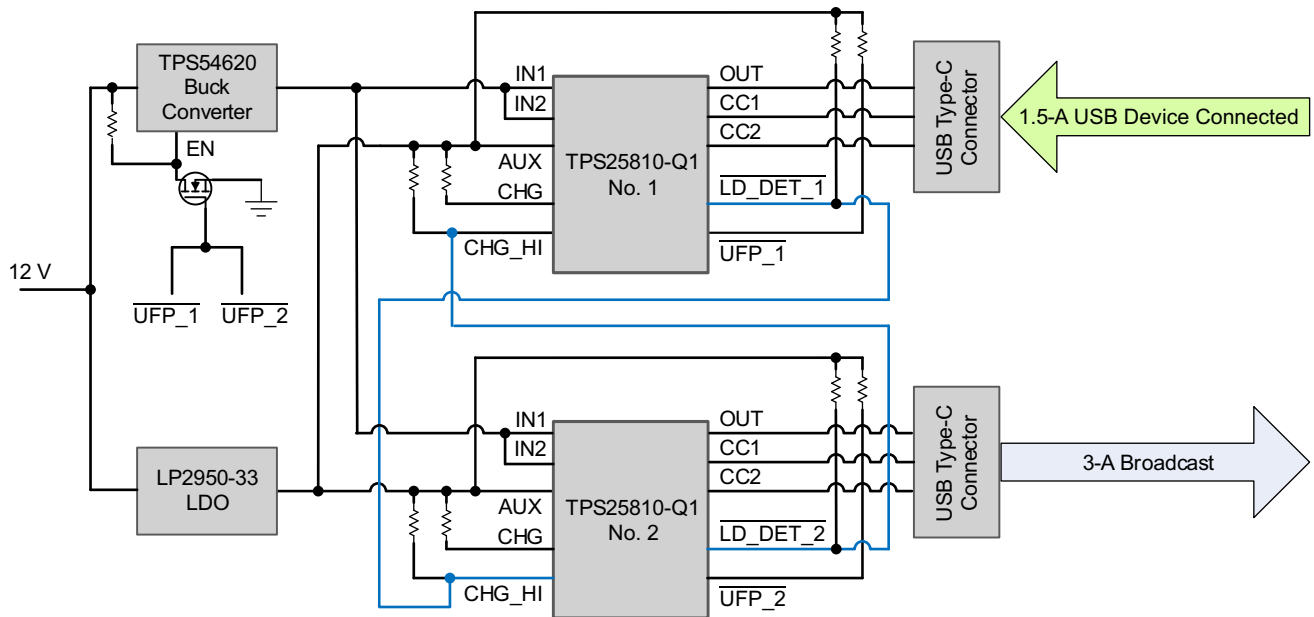 TPS54620
Buck
Converter
EN
12 V
UFP_1
UFP_2
LP2950-33
LDO
IN1
IN2
AUX
CHG
CHG_HI
TPS25810-Q1
No. 1
OUT
CC1
CC2
LD_DET_1
UFP_1
USB Type-C
Connector
1.5-A USB Device Connected
IN1
IN2
AUX
CHG
CHG_HI
TPS25810-Q1
No. 2
OUT
CC1
CC2
LD_DET_2
UFP_2
USB Type-C
Connector
3-A Broadcast